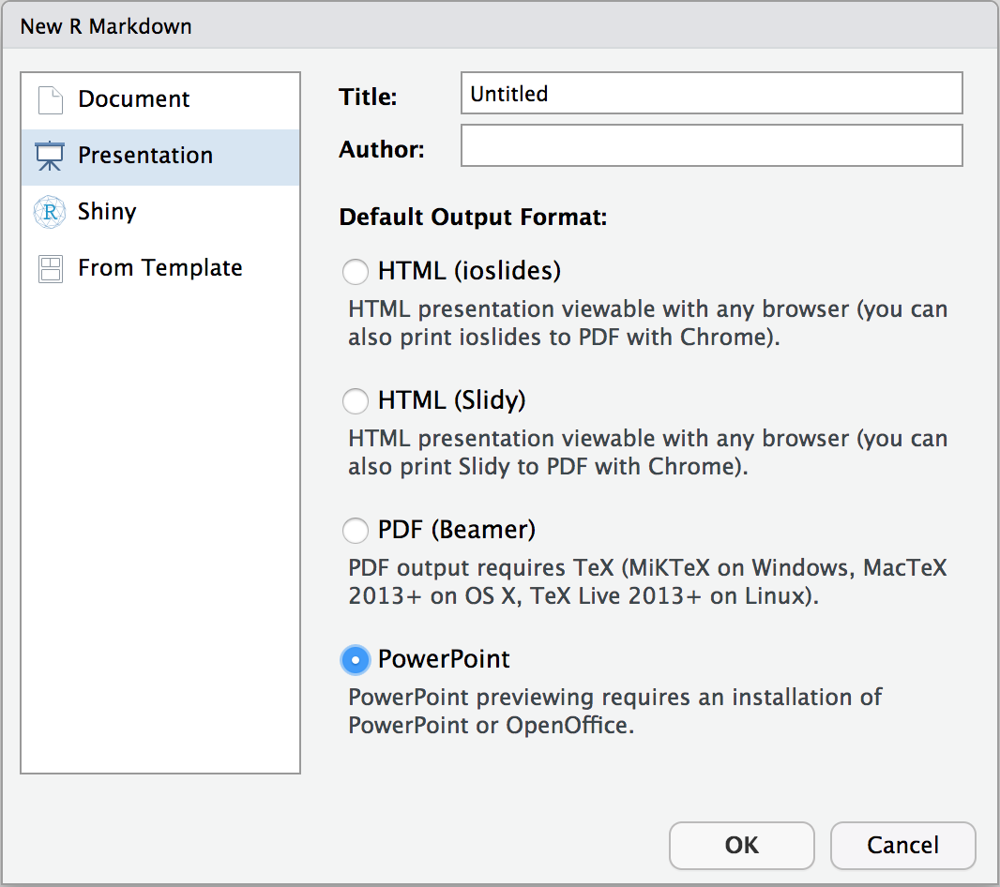 New R Markdown
Document
Presentation
R
Shiny
From Template
Title:
Untitled
Author:
Default Output Format:
HTML (ioslides)
HTML presentation viewable with any browser (you can
also print ioslides to PDF with Chrome).
HTML (Slidy)
HTML presentation viewable with any browser (you can
also print Slidy to PDF with Chrome).
PDF (Beamer)
PDF output requires TeX (MiKTeX on Windows, MacTeX
2013+ on OS X, TeX Live 2013+ on Linux).
PowerPoint
PowerPoint previewing requires an installation of
PowerPoint or OpenOffice.
OK
Cancel